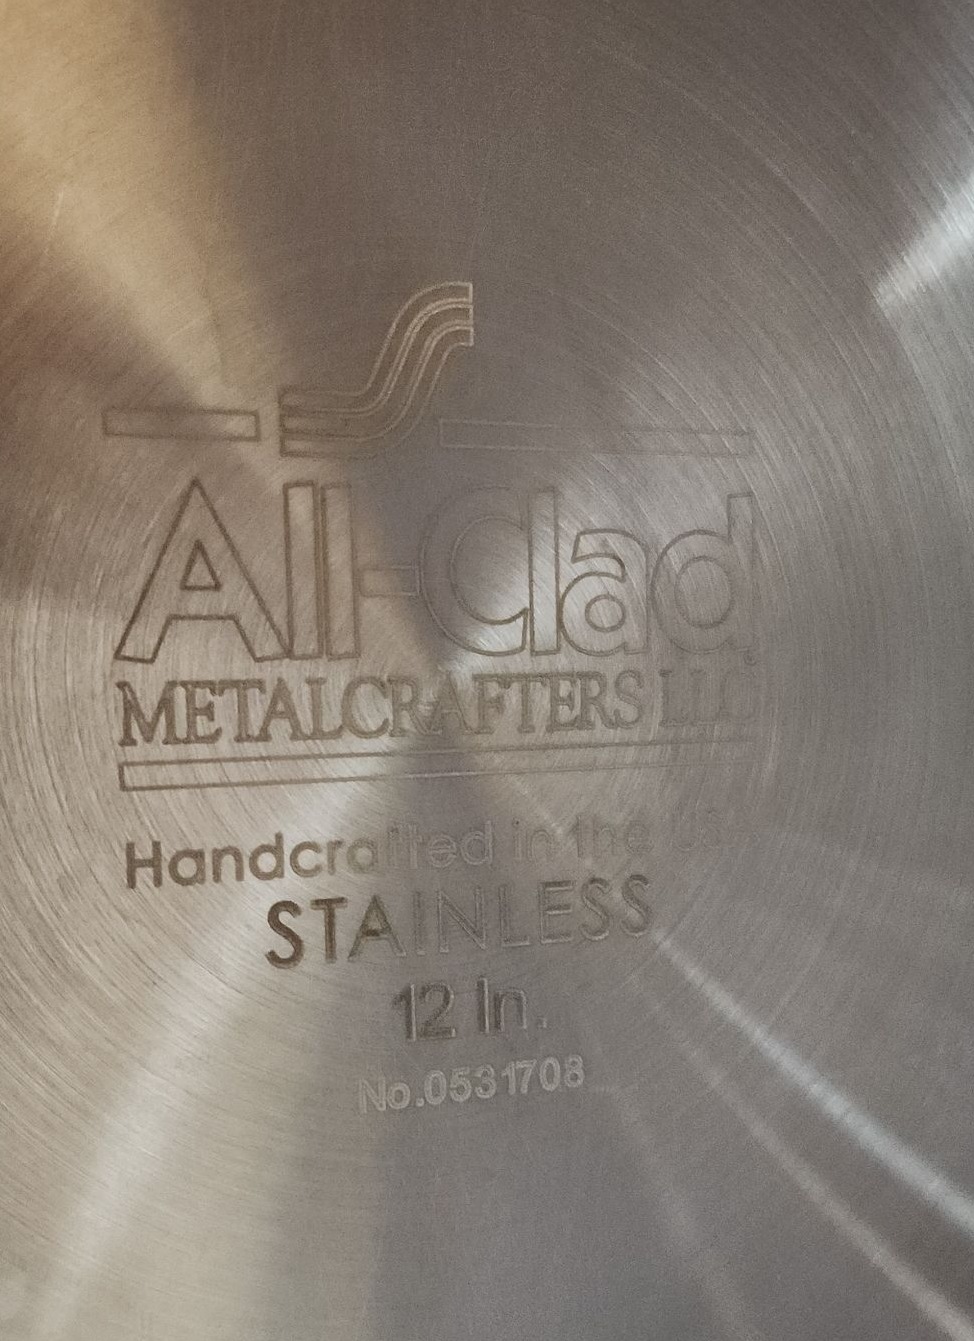 All-Clad
METALCRAFTERS LLC
Handcrafted in the
STAINLESS
12 In.
No.0531708